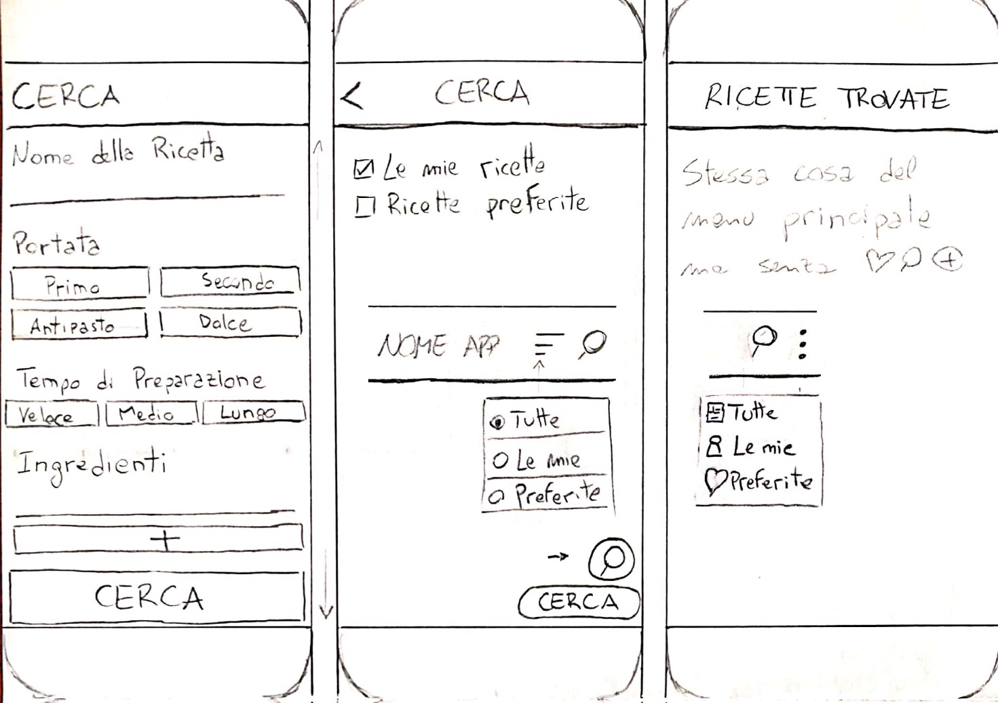 CERCA
Nome della Ricetta
Portata
Primo
Secondo
Antipasto
Dolce
Tempo di Preparazione
Veloce
Medio
Lungo
Ingredienti
+
CERCA
< CERCA
Le mie ricette
Ricette preferite
NOME APP
Tutte
Le mie
Preferite
CERCA
RICETTE TROVATE
Stessa cosa del
menu principale
ma senza
Tutte
Le mie
Preferite